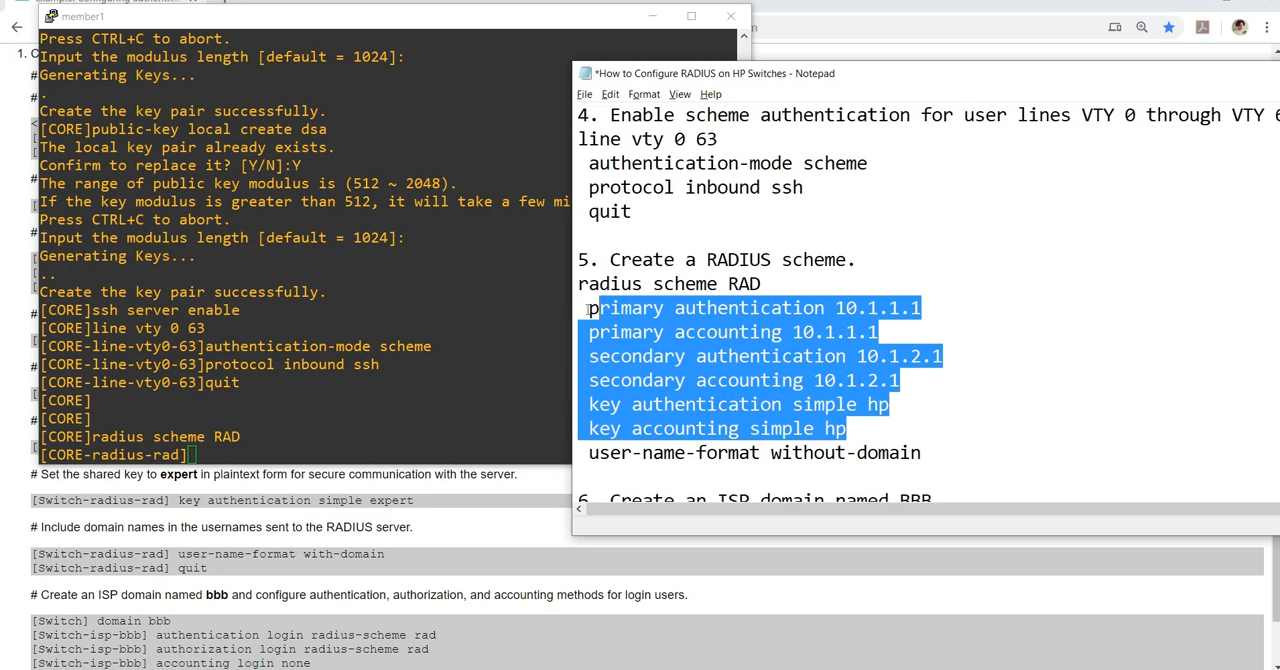 member1
Press CTRL+C to abort.
Input the modulus length [default = 1024]:
Generating Keys...
.
Create the key pair successfully.
[CORE]public-key local create dsa
The local key pair already exists.
Confirm to replace it? [Y/N]:Y
The range of public key modulus is (512 ~ 2048).
If the key modulus is greater than 512, it will take a few mi
Press CTRL+C to abort.
Input the modulus length [default = 1024]:
Generating Keys...
..
Create the key pair successfully.
[CORE]ssh server enable
[CORE]line vty 0 63
[CORE-line-vty0-63]authentication-mode scheme
[CORE-line-vty0-63]protocol inbound ssh
[CORE-line-vty0-63]quit
[CORE]
[CORE]
[CORE]radius scheme RAD
[CORE-radius-rad]
*How to Configure RADIUS on HP Switches - Notepad
File Edit Format View Help
4. Enable scheme authentication for user lines VTY 0 through VTY 6
line vty 0 63
authentication-mode scheme
protocol inbound ssh
quit
5. Create a RADIUS scheme.
radius scheme RAD
primary authentication 10.1.1.1
primary accounting 10.1.1.1
secondary authentication 10.1.2.1
secondary accounting 10.1.2.1
key authentication simple hp
key accounting simple hp
user-name-format without-domain
6. Create an ISP domain named BBB
# Set the shared key to expert in plaintext form for secure communication with the server.
[Switch-radius-rad] key authentication simple expert
# Include domain names in the usernames sent to the RADIUS server.
[Switch-radius-rad] user-name-format with-domain
[Switch-radius-rad] quit
# Create an ISP domain named bbb and configure authentication, authorization, and accounting methods for login users.
[Switch] domain bbb
[Switch-isp-bbb] authentication login radius-scheme rad
[Switch-isp-bbb] authorization login radius-scheme rad
[Switch-isp-bbb] accounting login none